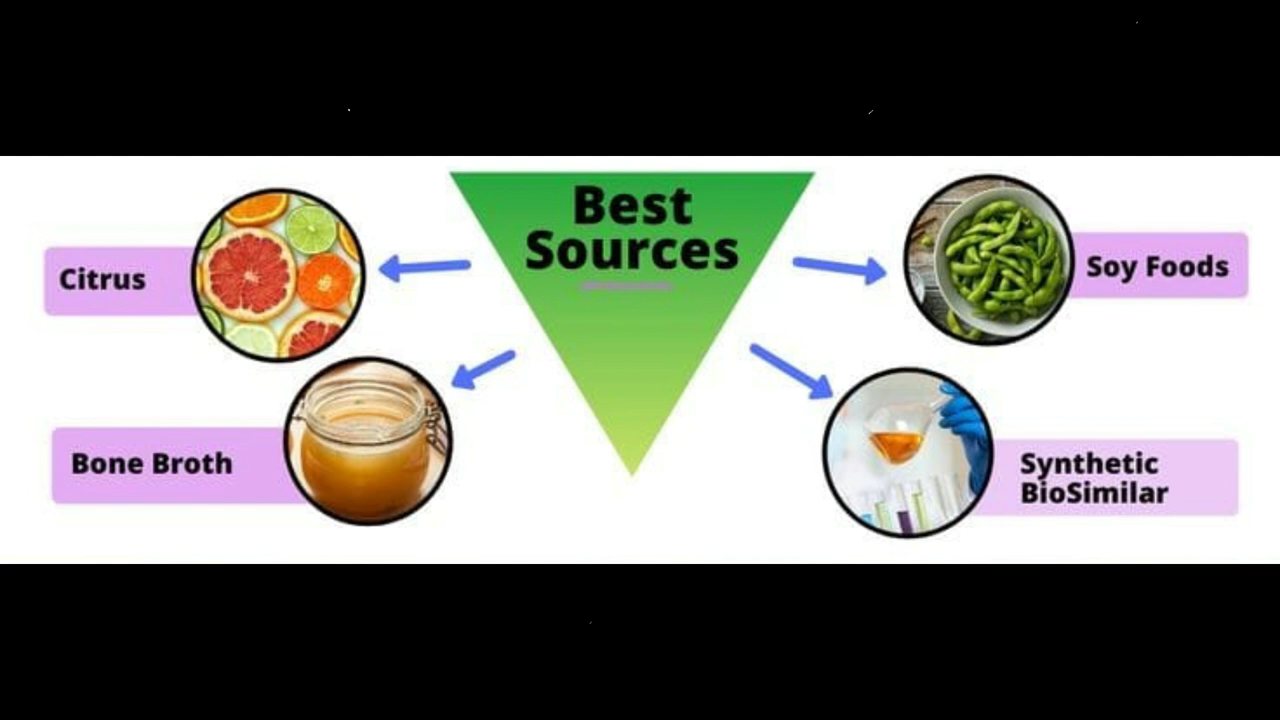 Best
Sources
Citrus
Soy Foods
Bone Broth
Synthetic
BioSimilar